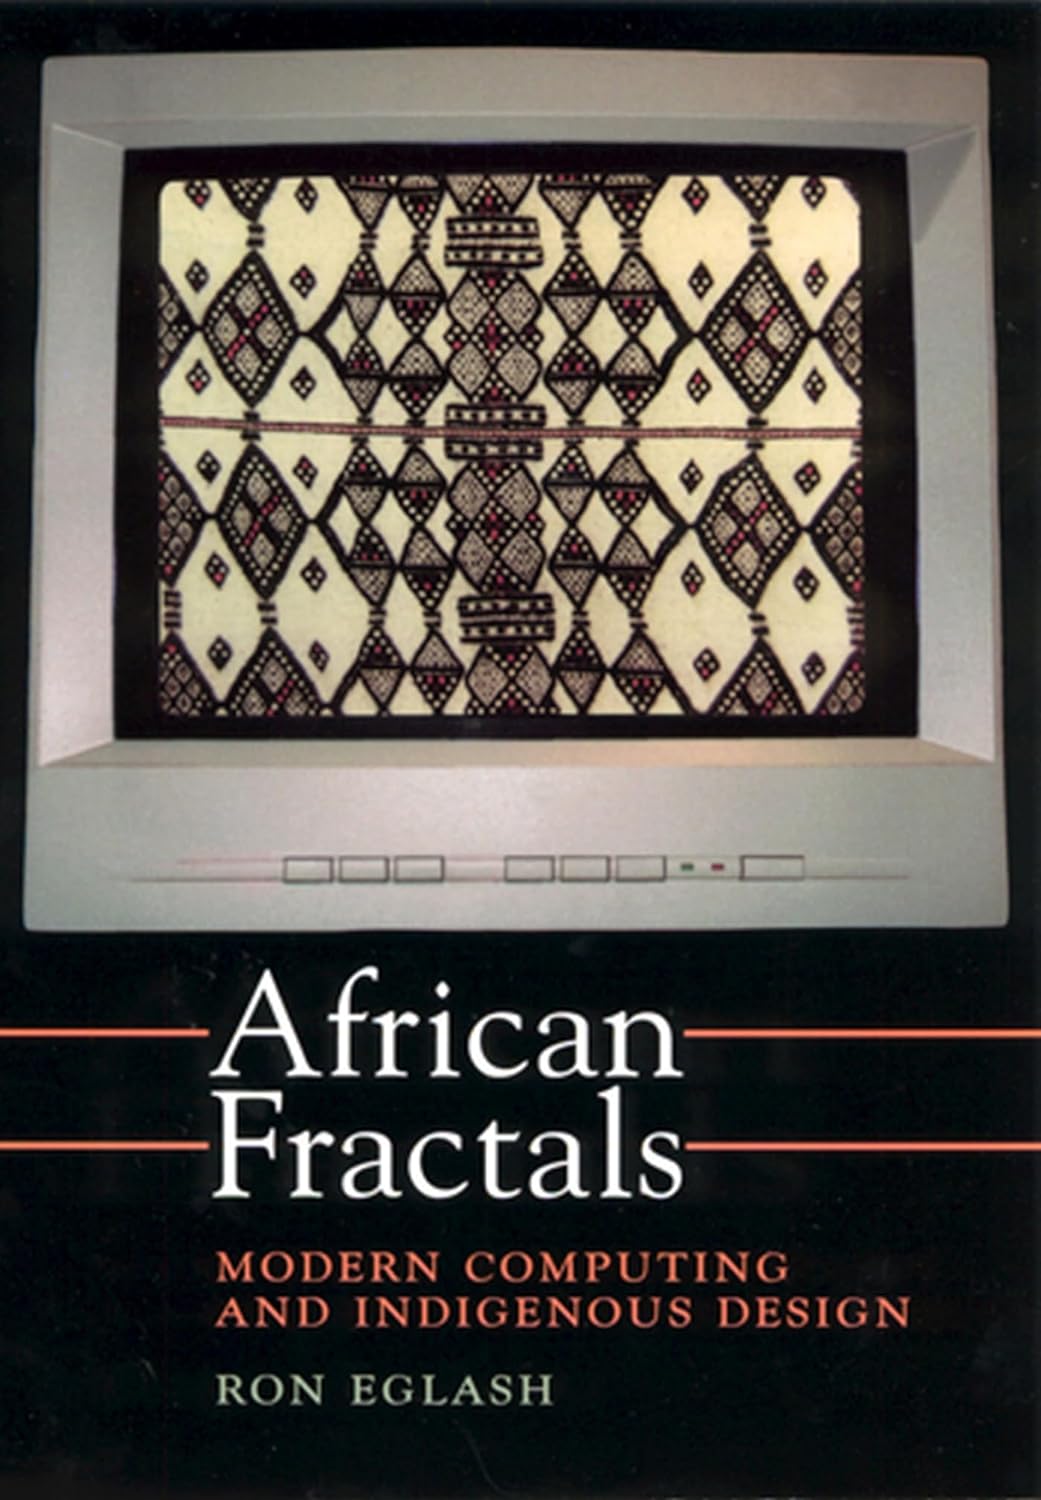 African
Fractals
MODERN COMPUTING
AND INDIGENOUS DESIGN
RON EGLASH